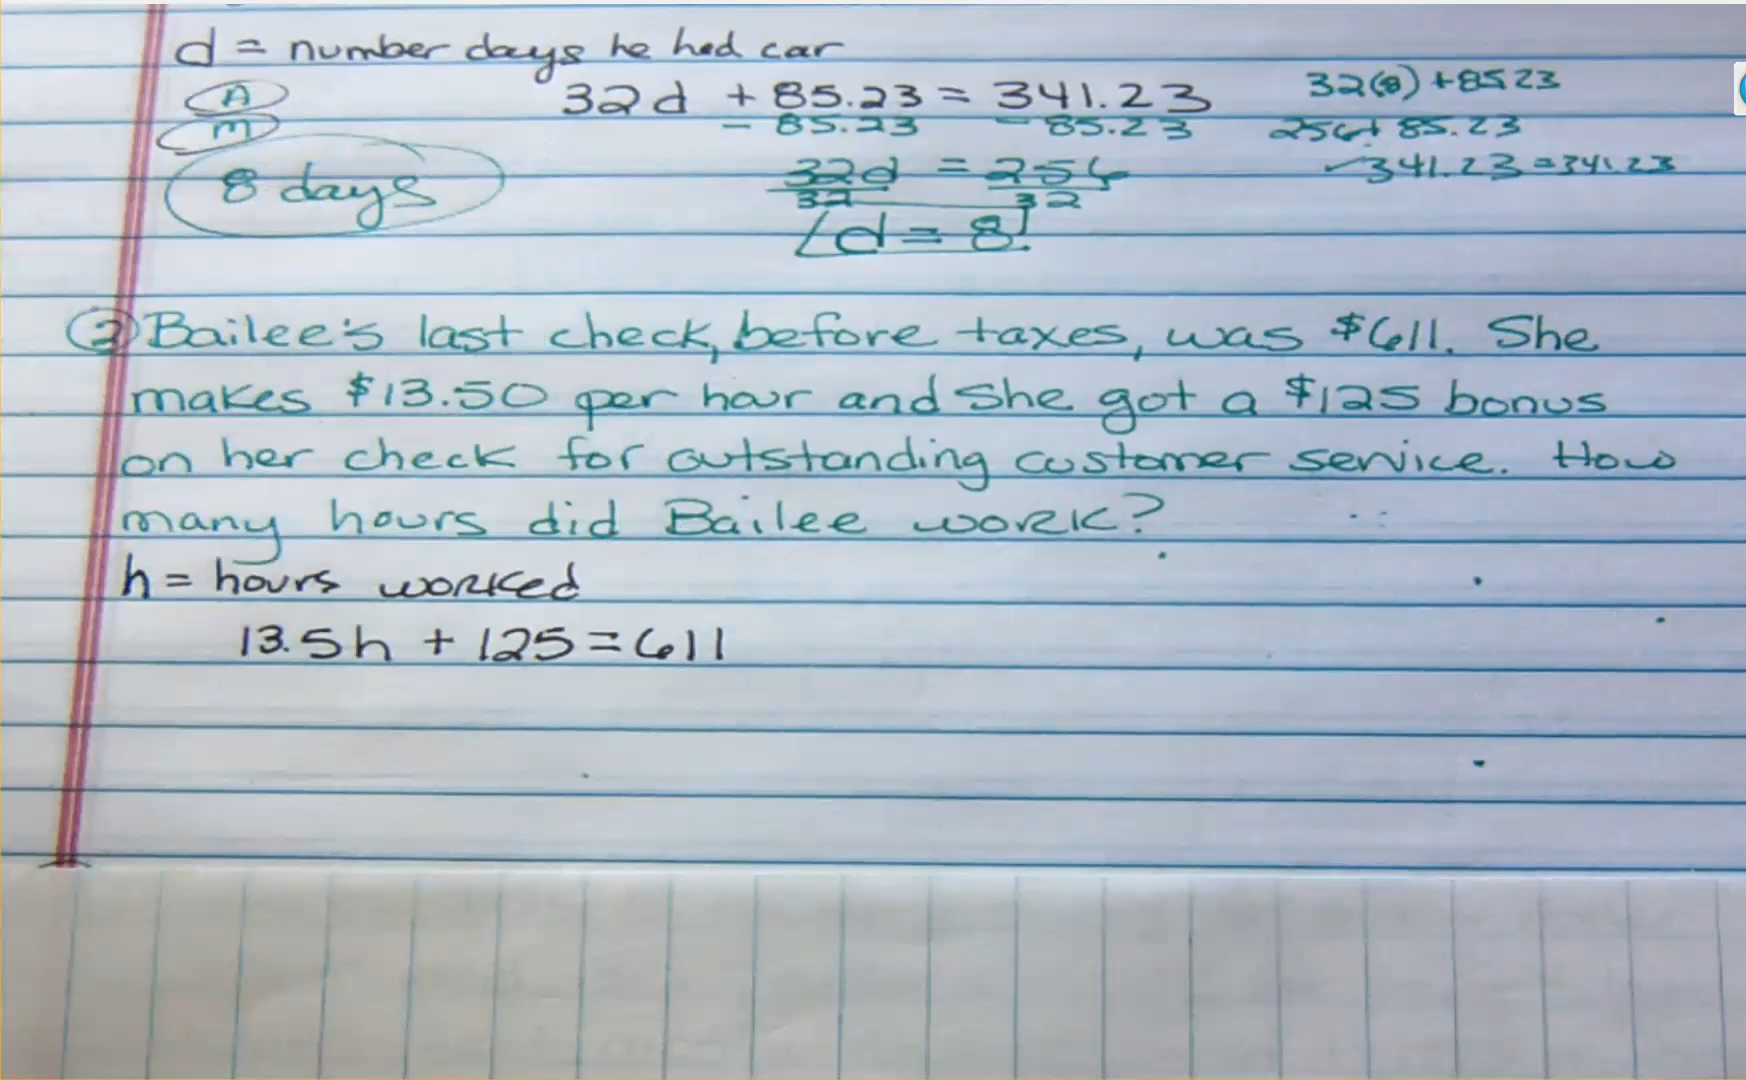 d = number days he had car
A
32d + 85.23 = 341.23
32(8) + 85.23
M
- 85.23 - 85.23
256 + 85.23
8 days
32d = 256
✓341.23 = 341.23
32 32
d = 8
② Bailee's last check, before taxes, was $611. She
makes $13.50 per hour and she got a $125 bonus
on her check for outstanding customer service. How
many hours did Bailee work?
h = hours worked
13.5h + 125 = 611